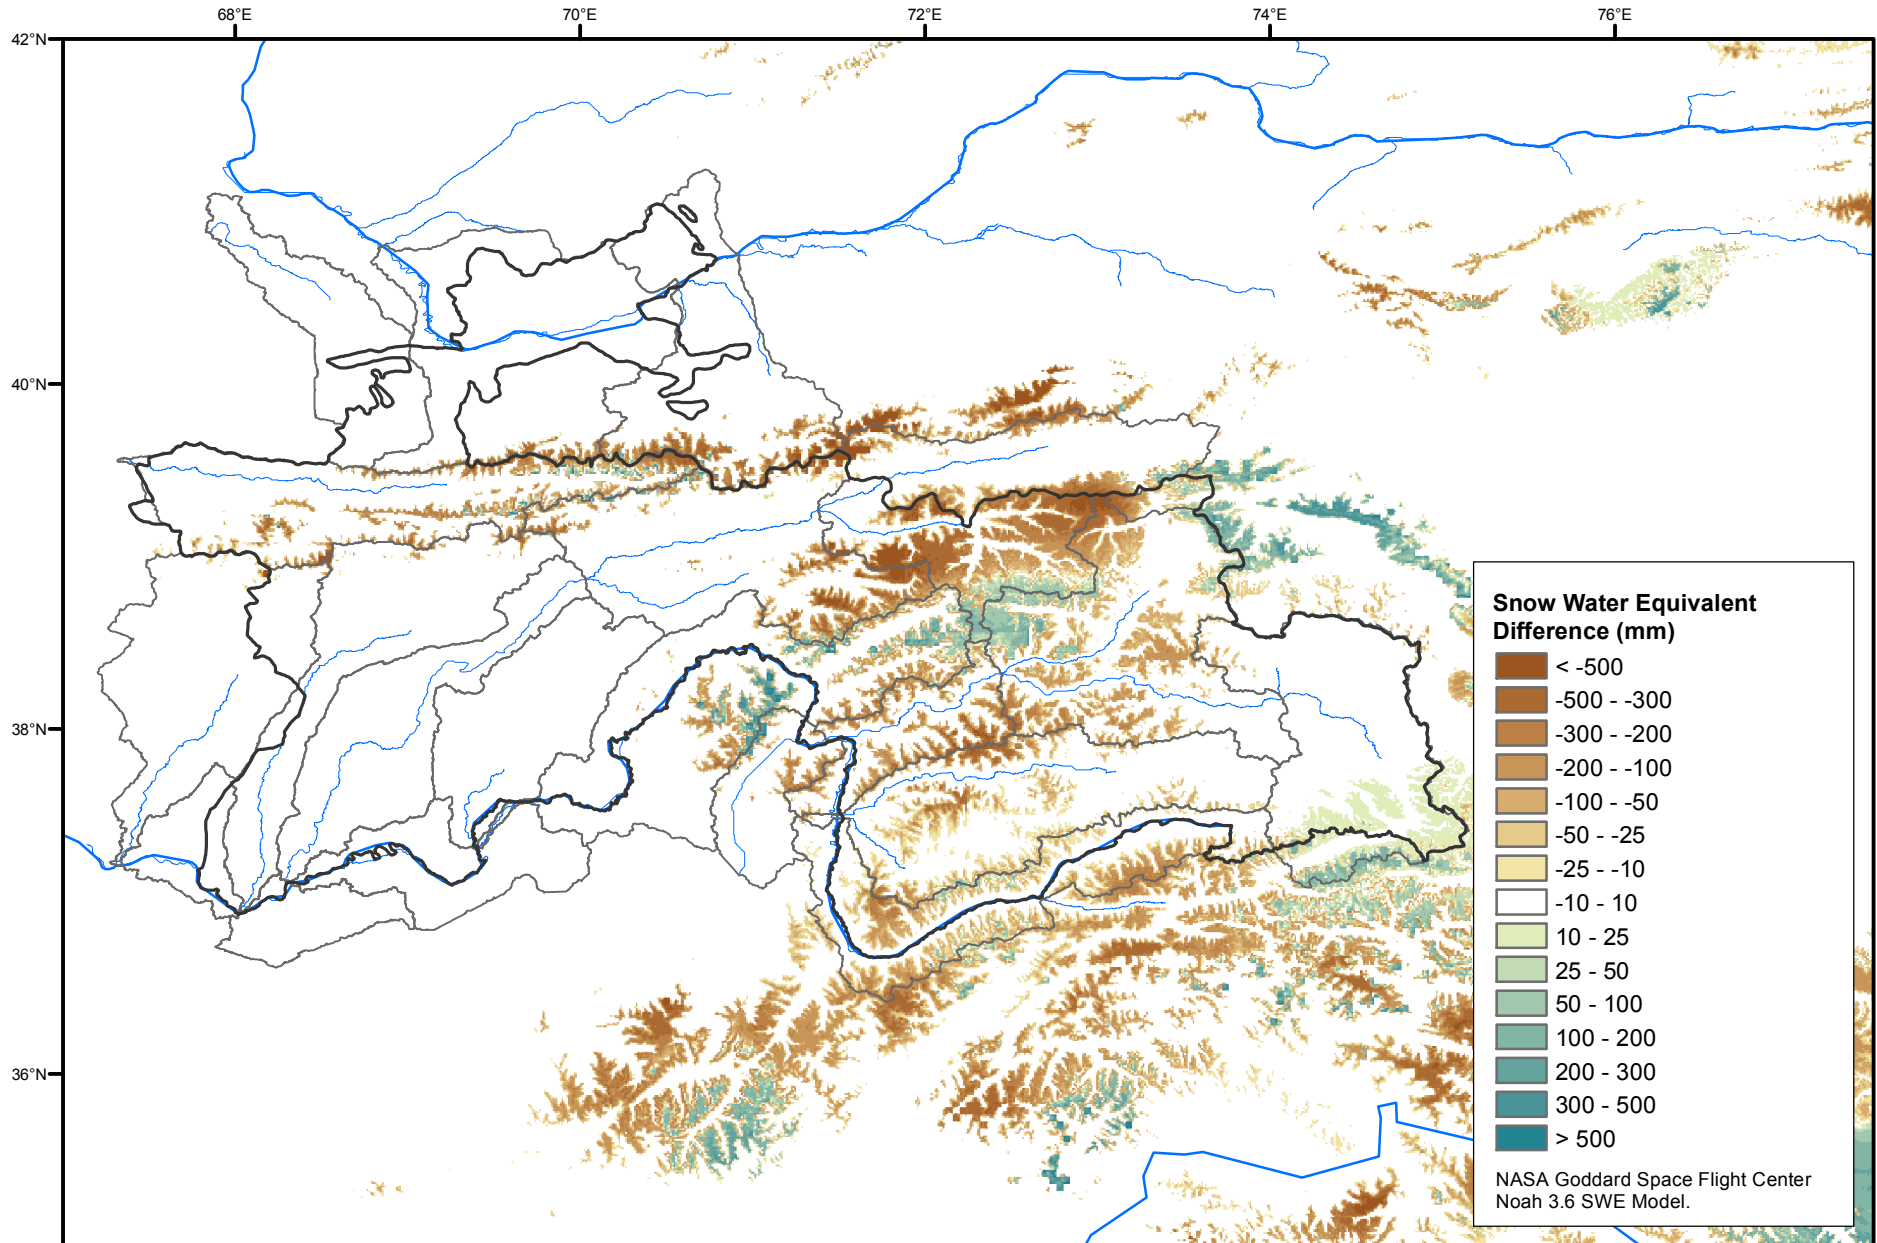 68°E
70°E
72°E
74°E
76°E
42°N
40°N
38°N
36°N
Snow Water Equivalent
Difference (mm)
< -500
-500 - -300
-300 - -200
-200 - -100
-100 - -50
-50 - -25
-25 - -10
-10 - 10
10 - 25
25 - 50
50 - 100
100 - 200
200 - 300
300 - 500
> 500
NASA Goddard Space Flight Center
Noah 3.6 SWE Model.